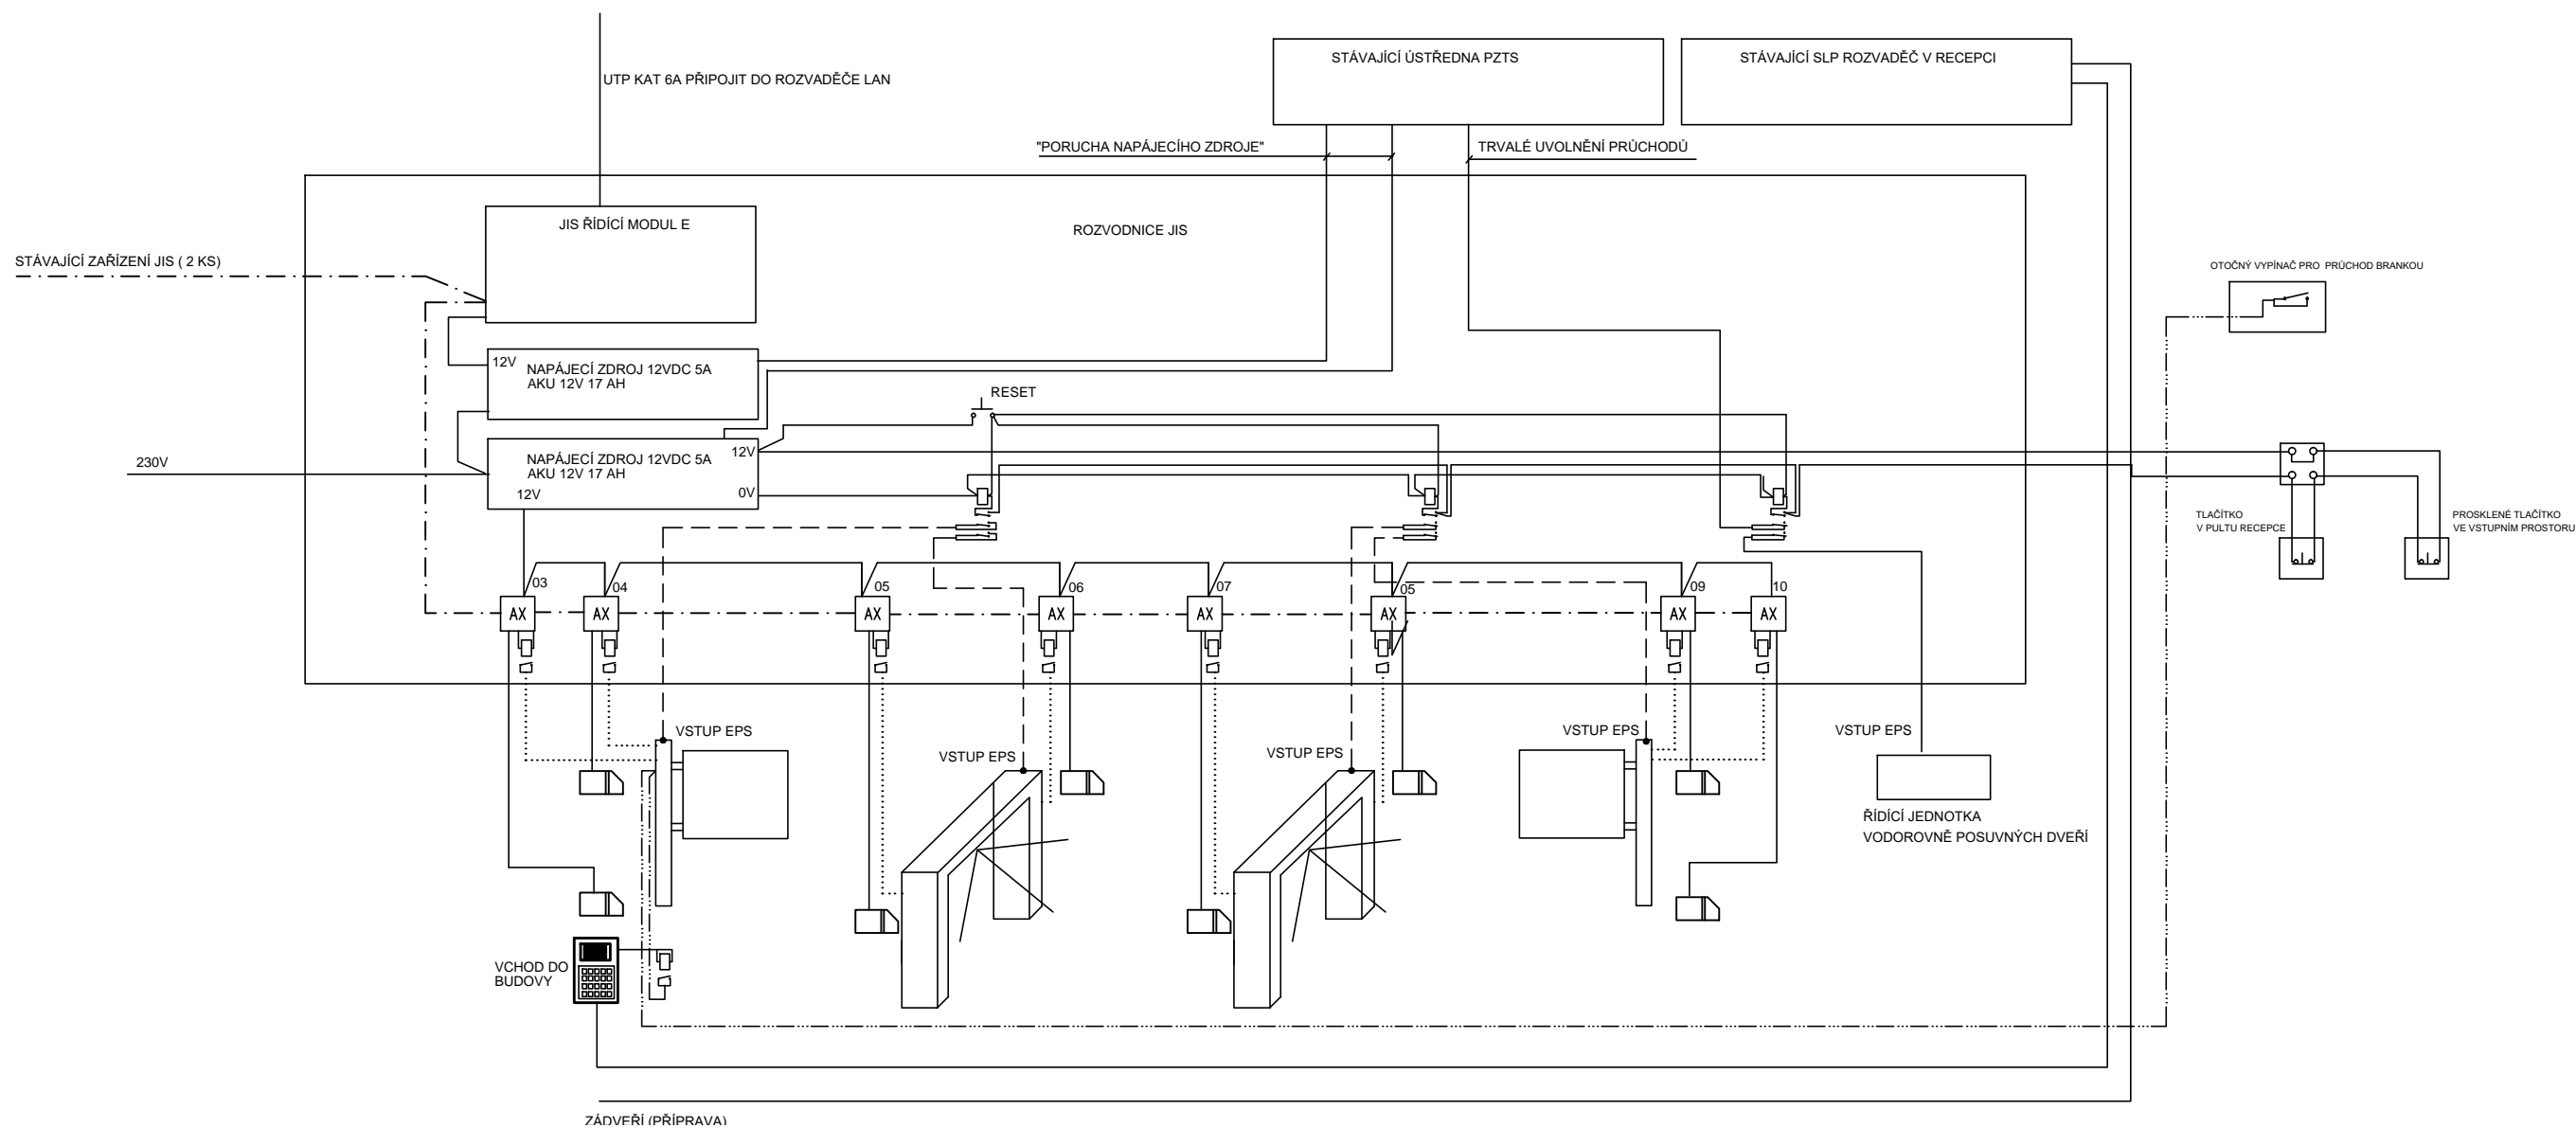 UTP KAT 6A PŘIPOJIT DO ROZVADĚČE LAN
STÁVAJÍCÍ ÚSTŘEDNA PZTS
STÁVAJÍCÍ SLP ROZVADĚČ V RECEPCI
"PORUCHA NAPÁJECÍHO ZDROJE"
TRVALÉ UVOLNĚNÍ PRŮCHODŮ
JIS ŘÍDÍCÍ MODUL E
ROZVODNICE JIS
STÁVAJÍCÍ ZAŘÍZENÍ JIS ( 2 KS)
OTOČNÝ VYPÍNAČ PRO PRŮCHOD BRANKOU
12V
NAPÁJECÍ ZDROJ 12VDC 5A
AKU 12V 17 AH
RESET
230V
NAPÁJECÍ ZDROJ 12VDC 5A
AKU 12V 17 AH
12V
12V
0V
TLAČÍTKO
V PULTU RECEPCE
PROSKLENÉ TLAČÍTKO
VE VSTUPNÍM PROSTORU
03
04
05
06
07
05
09
10
AX
AX
AX
AX
AX
AX
AX
AX
VSTUP EPS
VSTUP EPS
VSTUP EPS
VSTUP EPS
VSTUP EPS
ŘÍDÍCÍ JEDNOTKA
VODOROVNĚ POSUVNÝCH DVEŘÍ
VCHOD DO
BUDOVY
ZÁDVEŘÍ (PŘÍPRAVA)